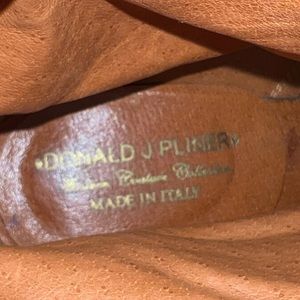 DONALD J PLINER
Couture Collection
MADE IN ITALY